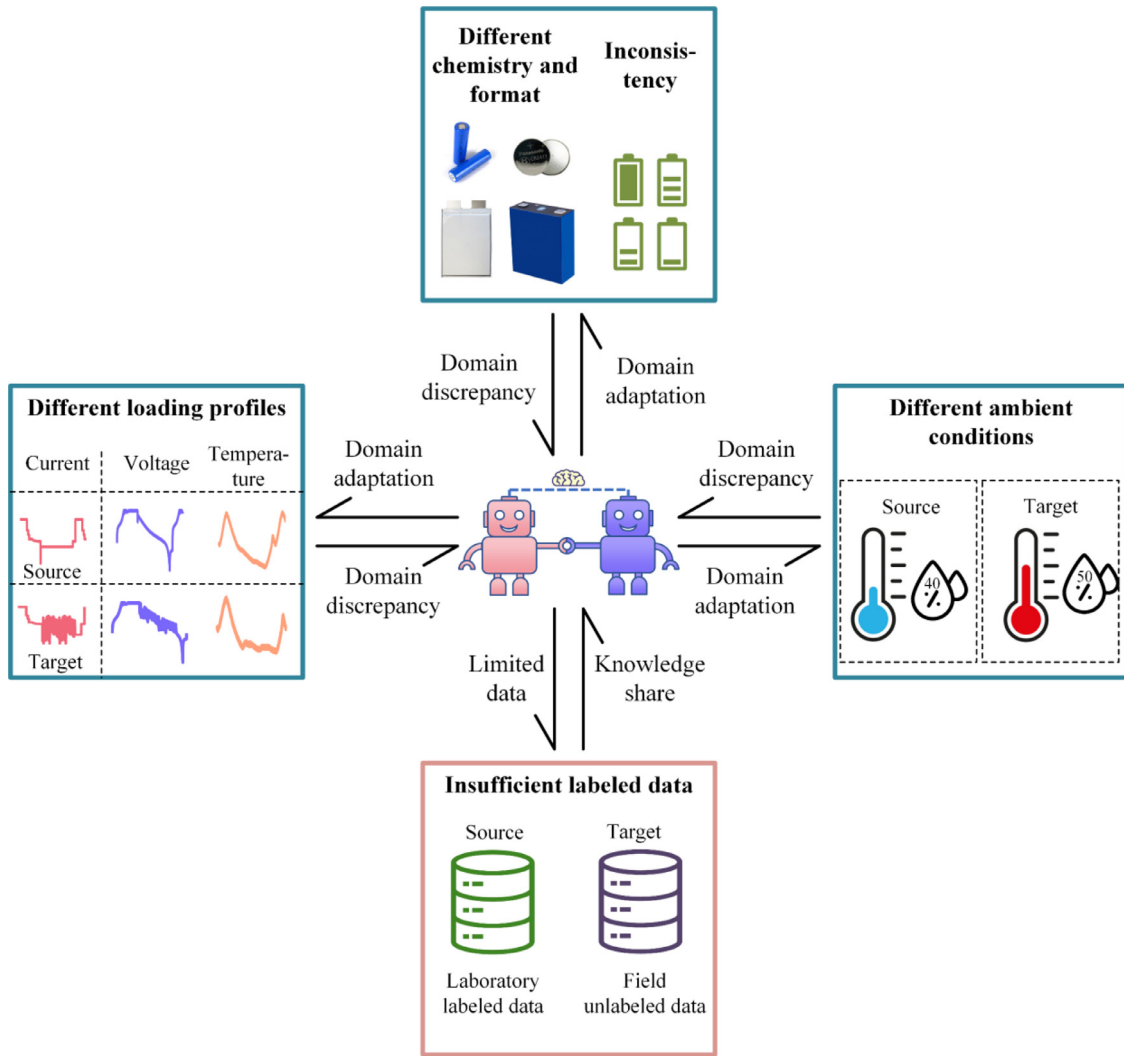 Different
chemistry and
format
Inconsis-
tency
Domain
discrepancy
Domain
adaptation
Different loading profiles
Current
Voltage
Tempera-
ture
Source
Target
Domain
adaptation
Domain
discrepancy
Domain
discrepancy
Domain
adaptation
Different ambient
conditions
Source
Target
40
%
50
%
Limited
data
Knowledge
share
Insufficient labeled data
Source
Target
Laboratory
labeled data
Field
unlabeled data